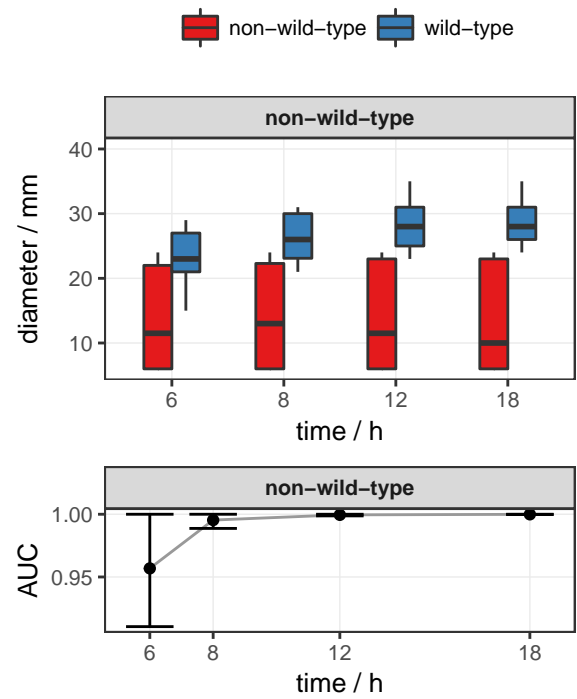 non−wild−type wild−type
non−wild−type
40
30
20
10
diameter / mm
6 8 12 18
time / h
non−wild−type
1.00
0.95
AUC
6 8 12 18
time / h